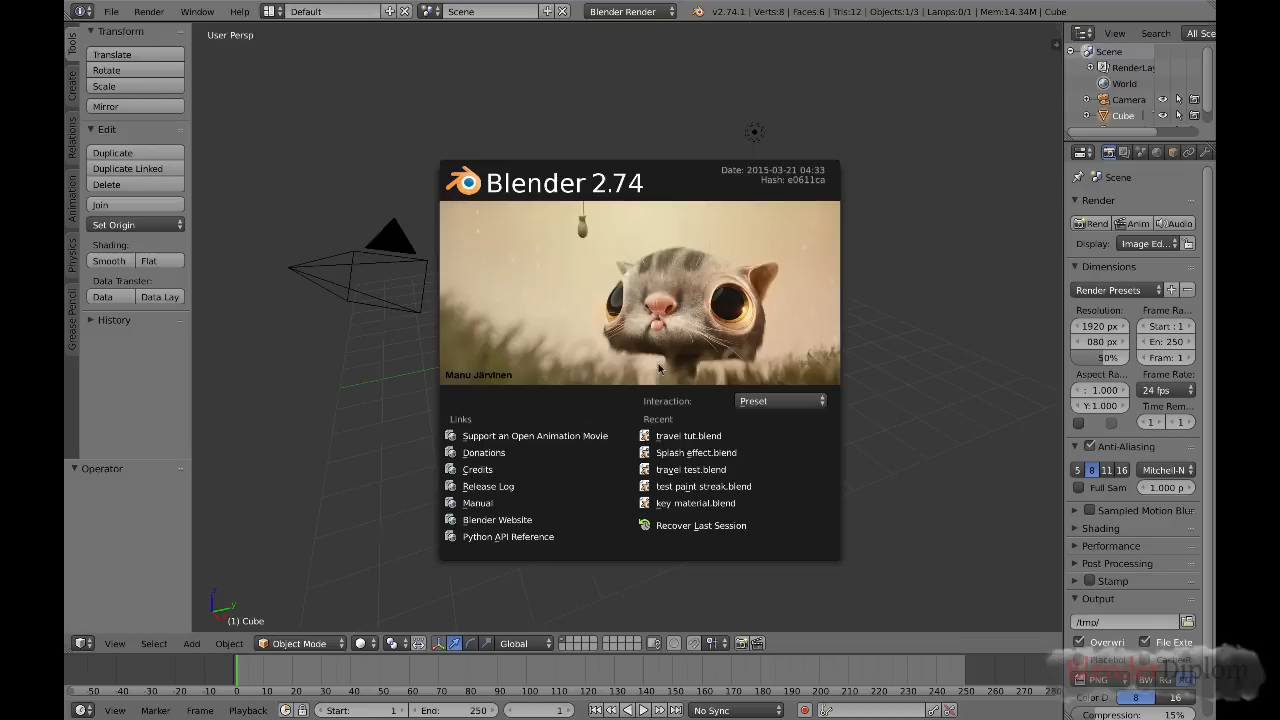 File Render Window Help Default Scene Blender Render v2.74.1 | Verts:8 | Faces:6 | Tris:12 | Objects:1/3 | Lamps:0/1 | Mem:14.34M | Cube
Tools
Create
Relations
Animation
Physics
Grease Pencil
Transform
Translate
Rotate
Scale
Mirror
Edit
Duplicate
Duplicate Linked
Delete
Join
Set Origin
Shading:
Smooth Flat
Data Transfer:
Data Data Lay
History
Operator
User Persp
Blender 2.74
Date: 2015-03-21 04:33
Hash: e0611ca
Manu Järvinen
Interaction: Preset
Links
Support an Open Animation Movie
Donations
Credits
Release Log
Manual
Blender Website
Python API Reference
Recent
travel tut.blend
Splash effect.blend
travel test.blend
test paint streak.blend
key material.blend
Recover Last Session
z
y
(1) Cube
View Select Add Object Object Mode Global
-50 -40 -30 -20 -10 0 10 20 30 40 50 60 70 80 90 100 110 120 130 140 150 160 170 180 190 200 210 220 230 240 250 260 270 280
View Marker Frame Playback Start: 1 End: 250 1 No Sync
View Search All Sce
Scene
RenderLay
World
Camera
Cube
Scene
Render
Rend Anim Audio
Display: Image Ed...
Dimensions
Render Presets
Resolution: Frame Ra...
1920 px Start : 1
080 px En: 250
50% Fram: 1
Aspect Ra Frame Rate:
: 1.000 24 fps
Y: 1.000 Time Rem...
1 1
Anti-Aliasing
5 8 11 16 Mitchell-N
Full Sam 1.000 p
Sampled Motion Blur
Shading
Performance
Post Processing
Stamp
Output
/tmp/
Overwri File Exte
Placehol Cache R
PNG BW RG RG
Color D 8 16
Compression: 15%
BlenderDiplom